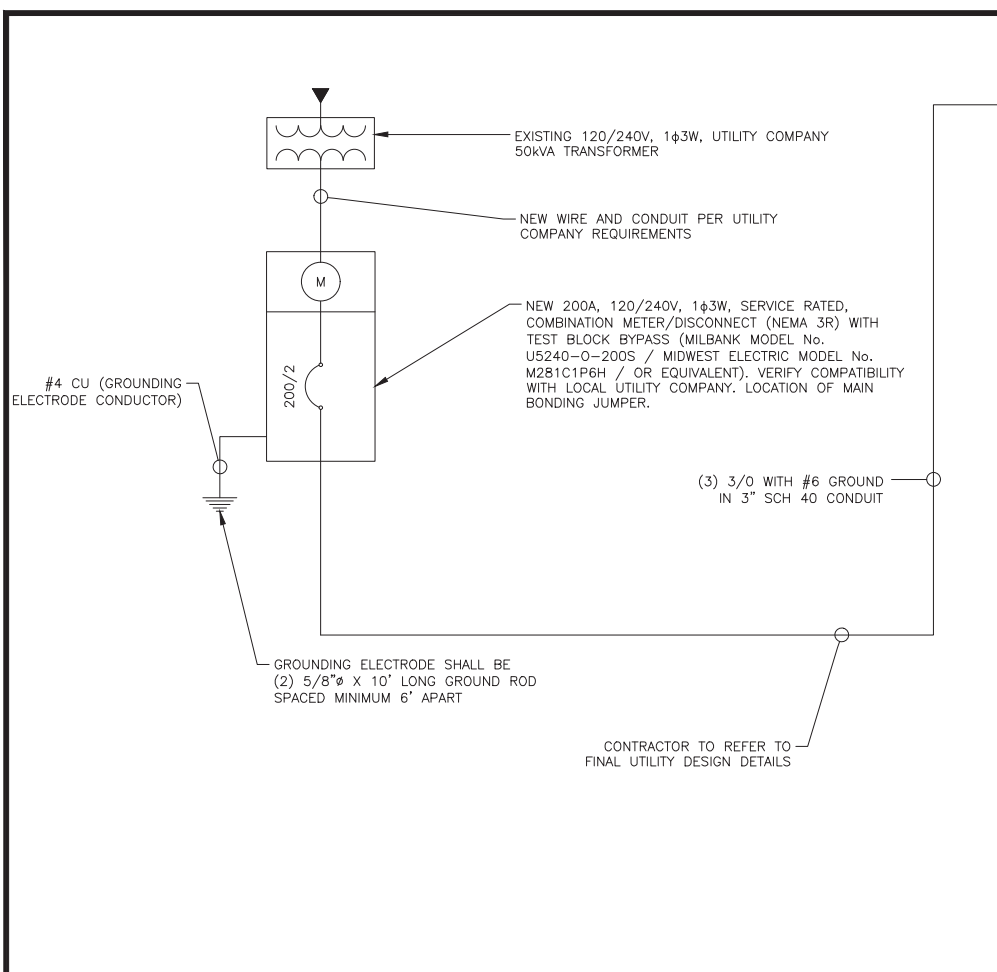 EXISTING 120/240V, 1ϕ3W, UTILITY COMPANY
50kVA TRANSFORMER
NEW WIRE AND CONDUIT PER UTILITY
COMPANY REQUIREMENTS
M
NEW 200A, 120/240V, 1ϕ3W, SERVICE RATED,
COMBINATION METER/DISCONNECT (NEMA 3R) WITH
TEST BLOCK BYPASS (MILBANK MODEL No.
U5240-O-200S / MIDWEST ELECTRIC MODEL No.
M281C1P6H / OR EQUIVALENT). VERIFY COMPATIBILITY
WITH LOCAL UTILITY COMPANY. LOCATION OF MAIN
BONDING JUMPER.
200/2
#4 CU (GROUNDING
ELECTRODE CONDUCTOR)
(3) 3/0 WITH #6 GROUND
IN 3" SCH 40 CONDUIT
GROUNDING ELECTRODE SHALL BE
(2) 5/8"ø X 10' LONG GROUND ROD
SPACED MINIMUM 6' APART
CONTRACTOR TO REFER TO
FINAL UTILITY DESIGN DETAILS